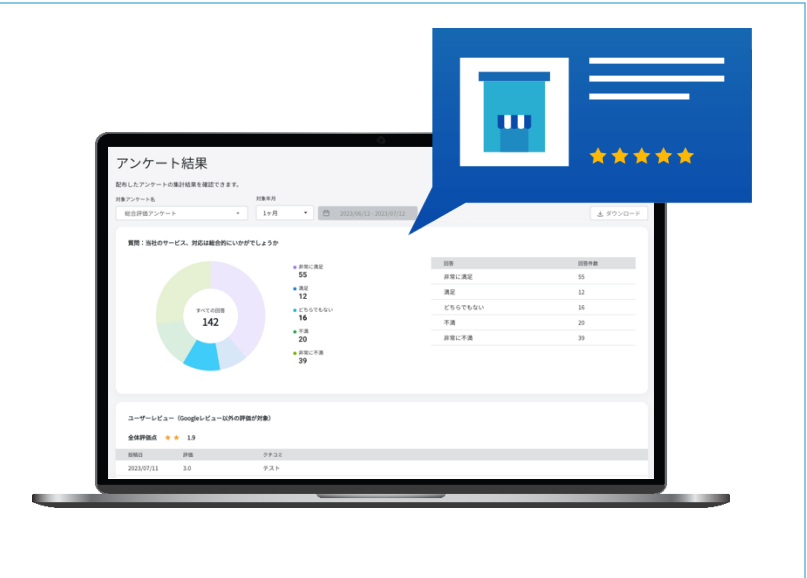 アンケート結果
配布したアンケートの集計結果を確認できます。
対象アンケート名
対象年月
総合評価アンケート
1ヶ月
2023/06/12 - 2023/07/12
ダウンロード
質問：当社のサービス、対応は総合的にいかがでしょうか
すべての回答
142
非常に満足
55
満足
12
どちらでもない
16
不満
20
非常に不満
39
回答 回答件数
非常に満足 55
満足 12
どちらでもない 16
不満 20
非常に不満 39
ユーザーレビュー（Googleレビュー以外の評価が対象）
全体評価点 ★ ★ 1.9
投稿日 評価 クチコミ
2023/07/11 3.0 テスト